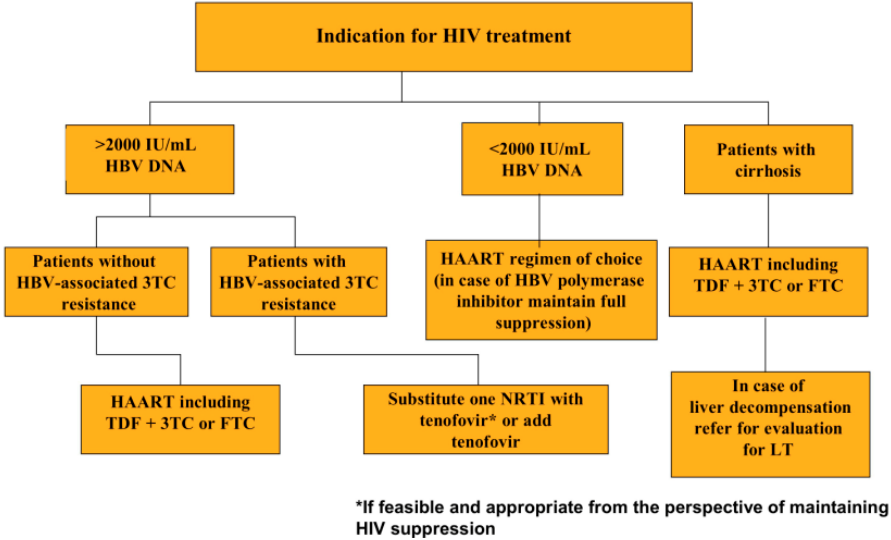 Indication for HIV treatment
>2000 IU/mL
HBV DNA
<2000 IU/mL
HBV DNA
Patients with
cirrhosis
Patients without
HBV-associated 3TC
resistance
Patients with
HBV-associated 3TC
resistance
HAART regimen of choice
(in case of HBV polymerase
inhibitor maintain full
suppression)
HAART including
TDF + 3TC or FTC
HAART including
TDF + 3TC or FTC
Substitute one NRTI with
tenofovir* or add
tenofovir
In case of
liver decompensation
refer for evaluation
for LT
*If feasible and appropriate from the perspective of maintaining
HIV suppression